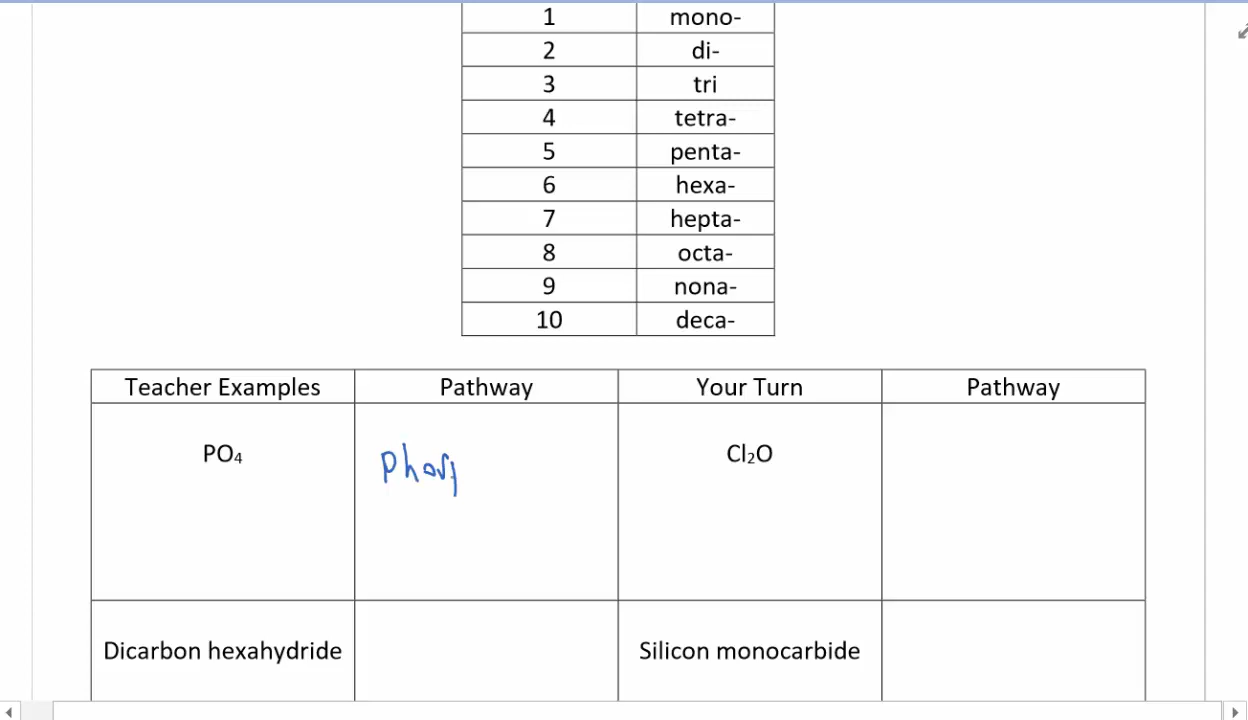 1 mono-
2 di-
3 tri
4 tetra-
5 penta-
6 hexa-
7 hepta-
8 octa-
9 nona-
10 deca-
Teacher Examples Pathway Your Turn Pathway
PO₄ Phosp Cl₂O
Dicarbon hexahydride Silicon monocarbide